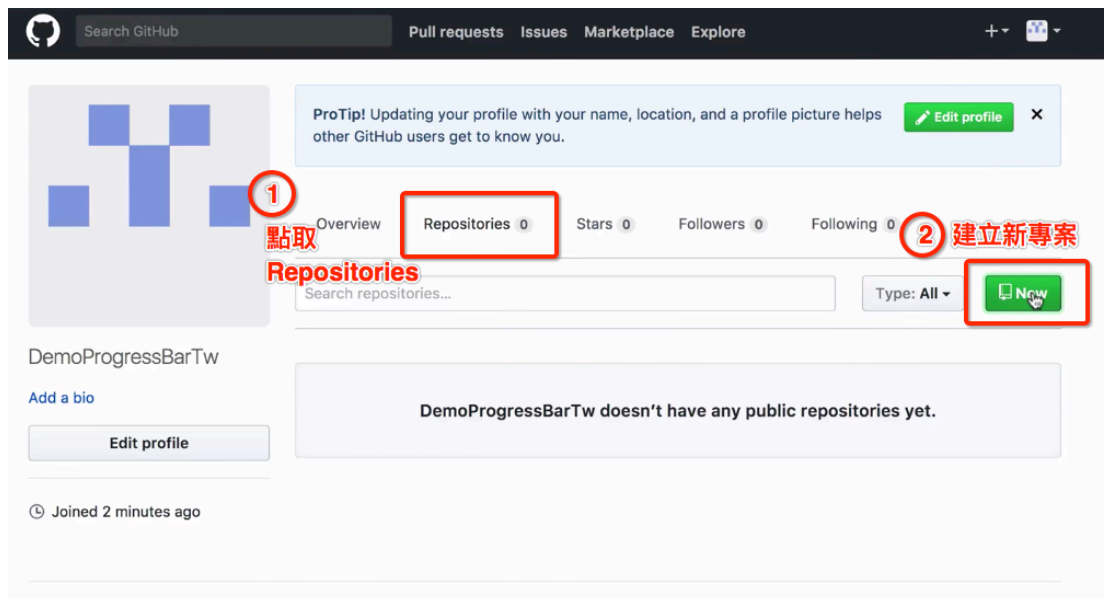 Search GitHub
Pull requests Issues Marketplace Explore
ProTip! Updating your profile with your name, location, and a profile picture helps
other GitHub users get to know you.
Edit profile
1
點取
Repositories
Overview Repositories 0 Stars 0 Followers 0 Following 0
2 建立新專案
Search repositories...
Type: All
New
DemoProgressBarTw
Add a bio
Edit profile
Joined 2 minutes ago
DemoProgressBarTw doesn't have any public repositories yet.